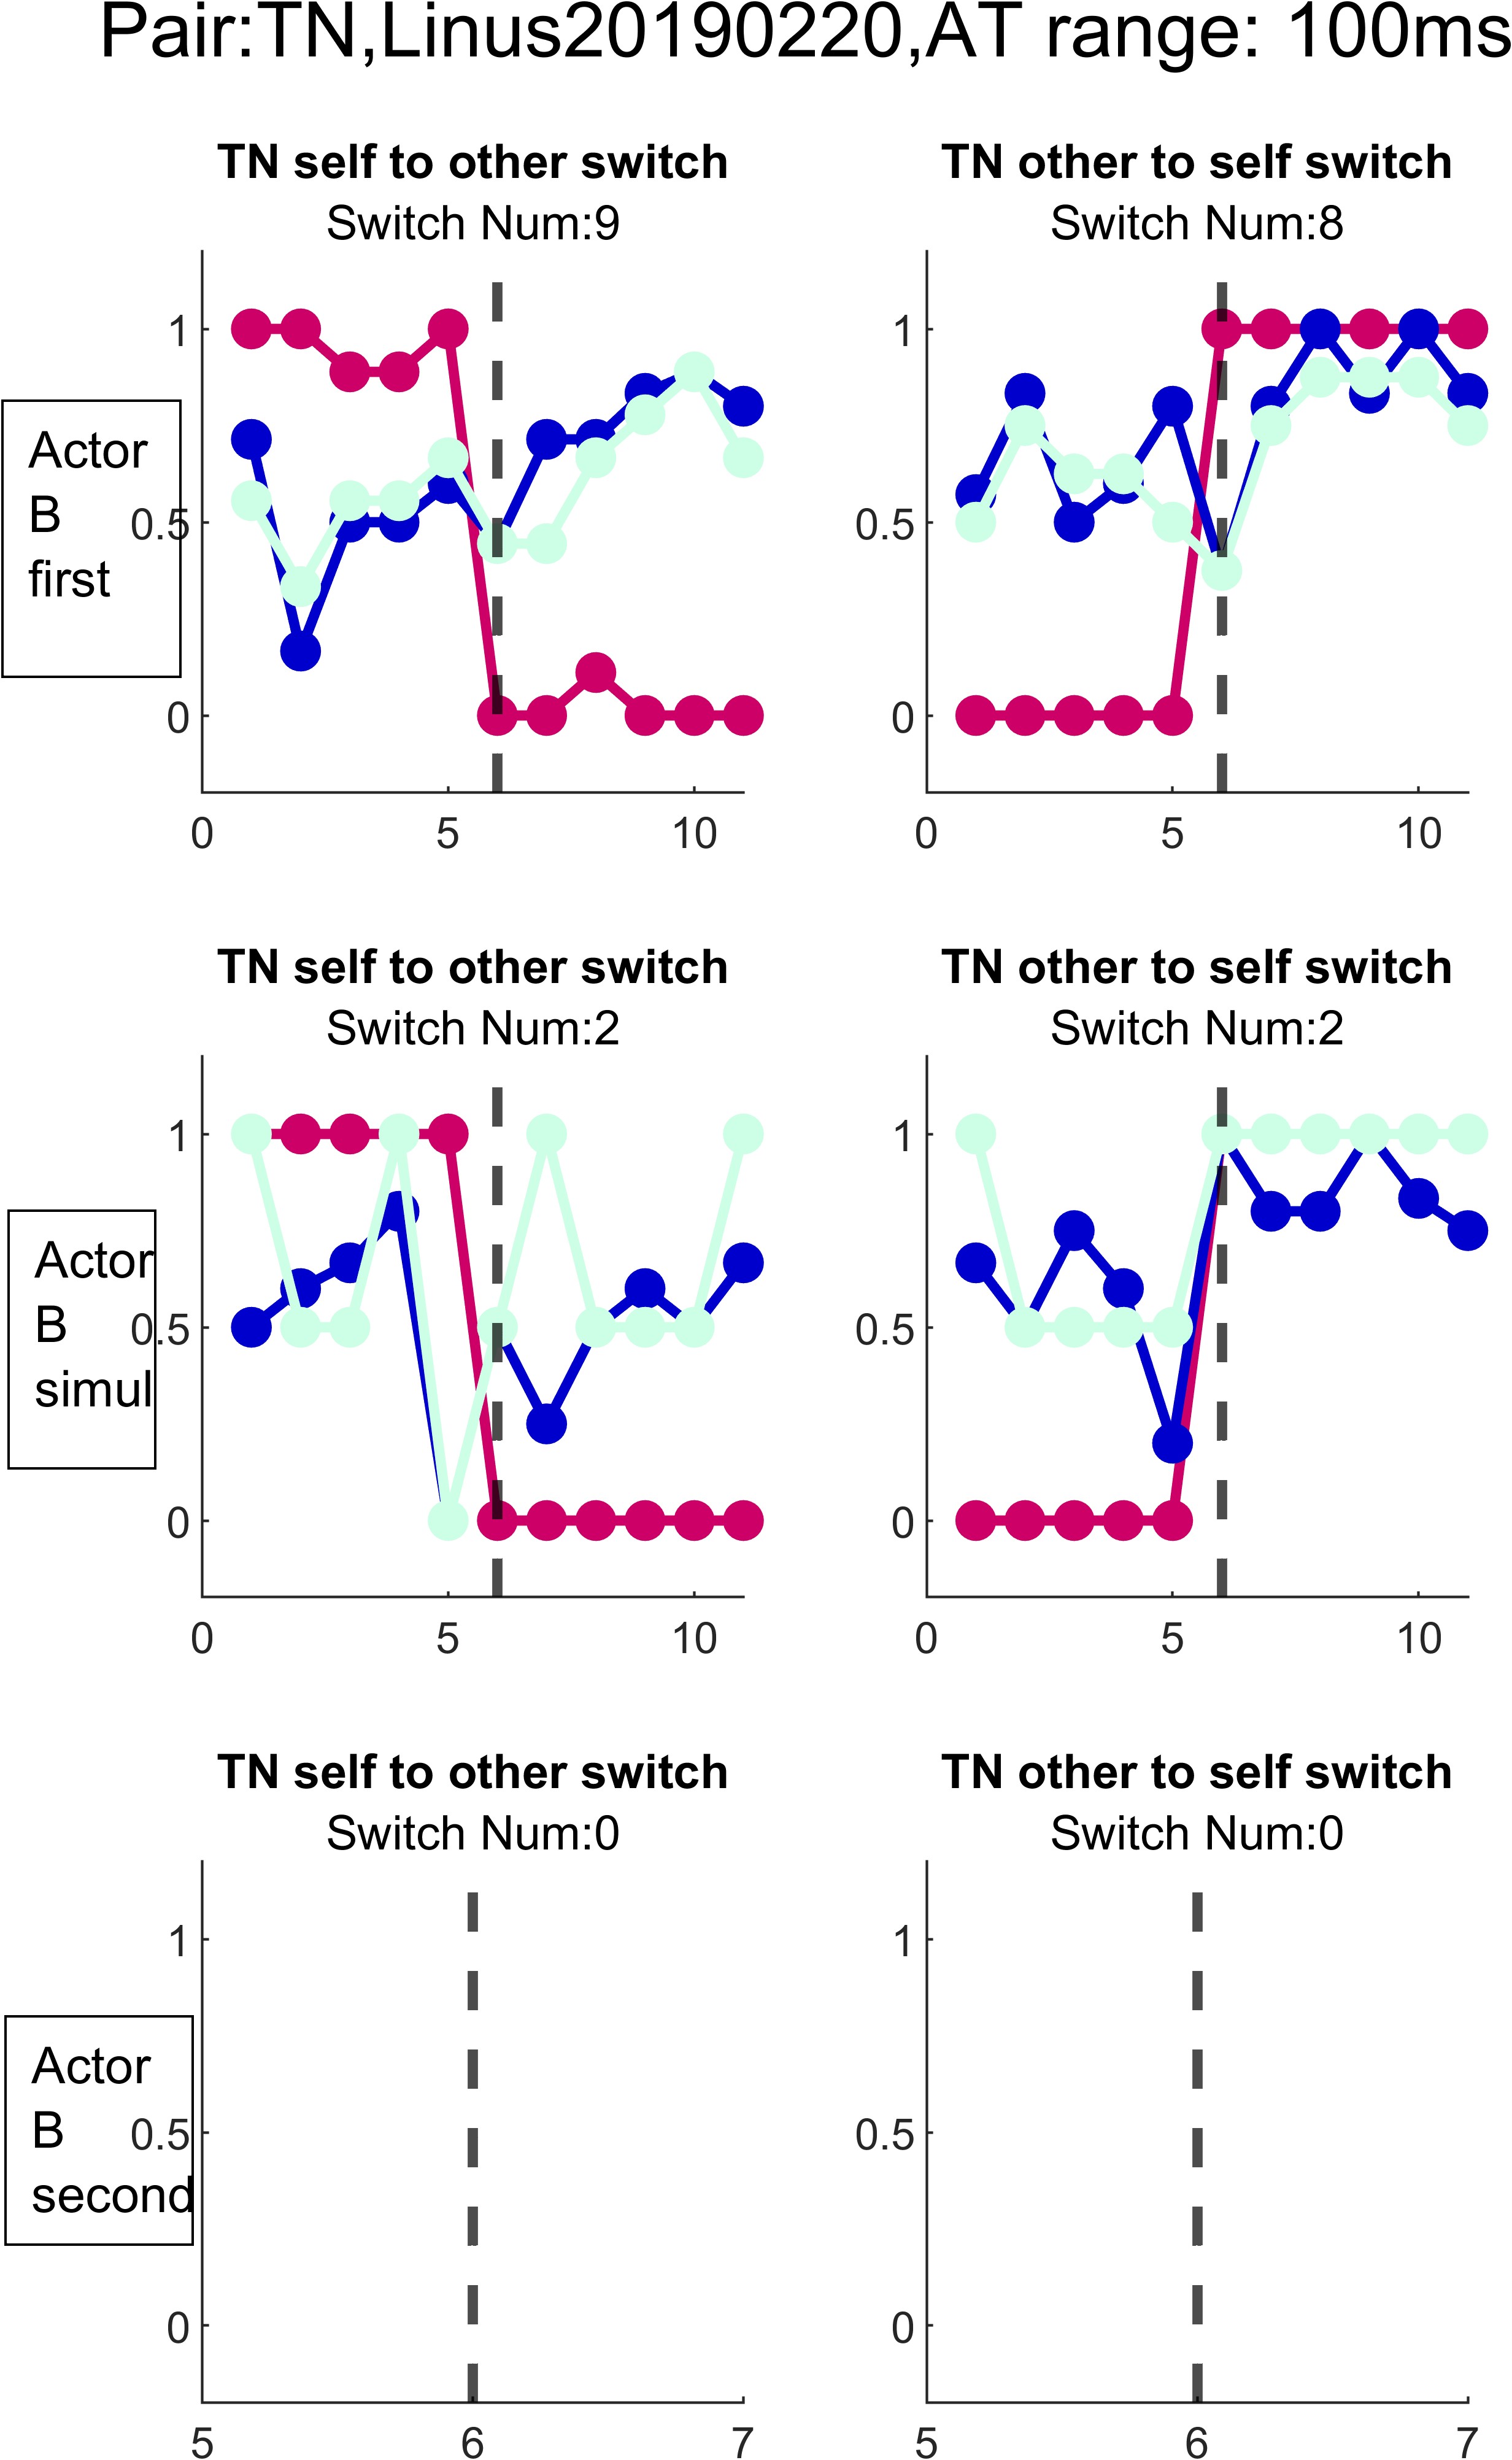 Pair:TN,Linus20190220,AT range: 100ms
TN self to other switch
Switch Num:9
TN other to self switch
Switch Num:8
Actor
B
first
1
0.5
0
0
5
10
1
0.5
0
0
5
10
TN self to other switch
Switch Num:2
TN other to self switch
Switch Num:2
Actor
B
simul
1
0.5
0
0
5
10
1
0.5
0
0
5
10
TN self to other switch
Switch Num:0
TN other to self switch
Switch Num:0
Actor
B
second
1
0.5
0
5
6
7
1
0.5
0
5
6
7